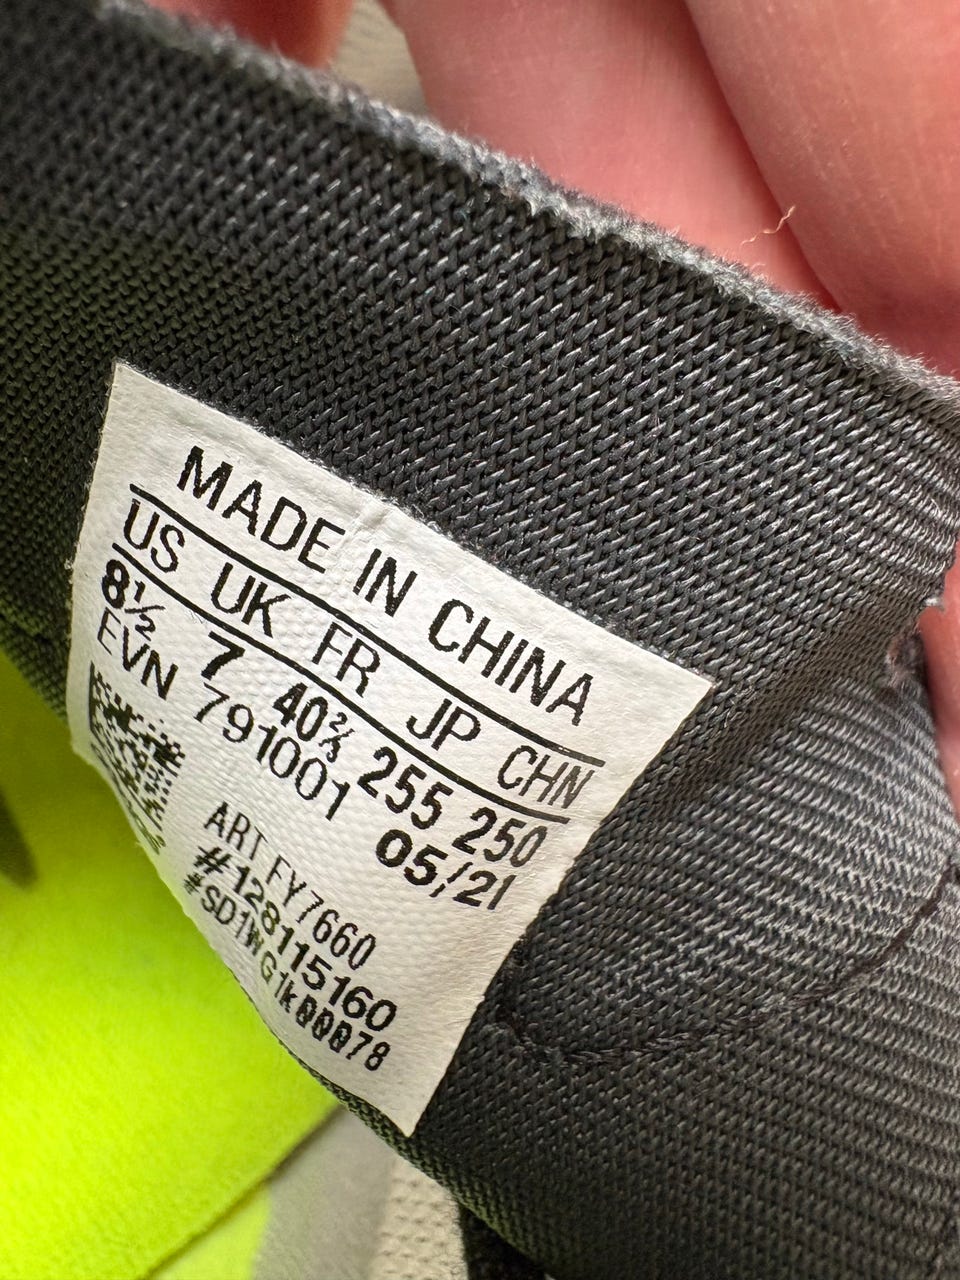 MADE IN CHINA
US UK FR JP CHN
8½ 7 40⅔ 255 250
EVN 791001 05/21
ART FY7660
#128115160
#SD1WG1k00078